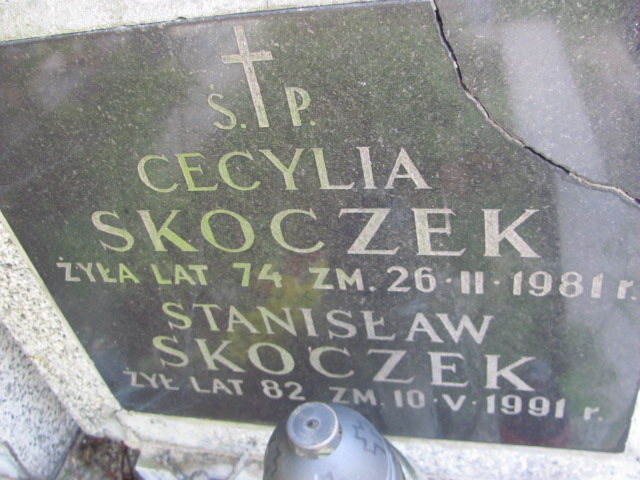 Ś. P.
CECYLIA
SKOCZEK
ŻYŁA LAT 74 ZM. 26·II·1981 r.
STANISŁAW
SKOCZEK
ŻYŁ LAT 82 ZM. 10·V·1991 r.